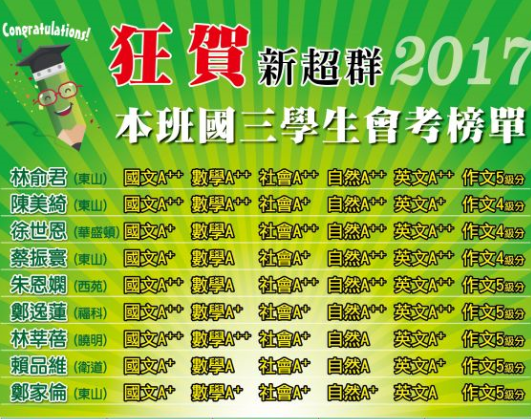 Congratulations!
狂賀 新超群 2017
本班國三學生會考榜單
林俞君 (東山) 國文A++ 數學A++ 社會A++ 自然A++ 英文A++ 作文5級分
陳美綺 (東山) 國文A++ 數學A++ 社會A+ 自然A++ 英文A+ 作文4級分
徐世恩 (華盛頓) 國文A+ 數學A 社會A++ 自然A++ 英文A++ 作文4級分
蔡振寰 (東山) 國文A+ 數學A 社會A++ 自然A++ 英文A++ 作文4級分
朱恩嫻 (西苑) 國文A++ 數學A++ 社會A+ 自然A+ 英文A++ 作文5級分
鄭逸蓮 (福科) 國文A++ 數學A+ 社會A+ 自然A+ 英文A++ 作文5級分
林莘蓓 (曉明) 國文A++ 數學A++ 社會A+ 自然A 英文A+ 作文5級分
賴品維 (衛道) 國文A+ 數學A 社會A+ 自然A 英文A+ 作文5級分
鄭家倫 (東山) 國文A+ 數學A++ 社會A+ 自然A+ 英文A 作文5級分